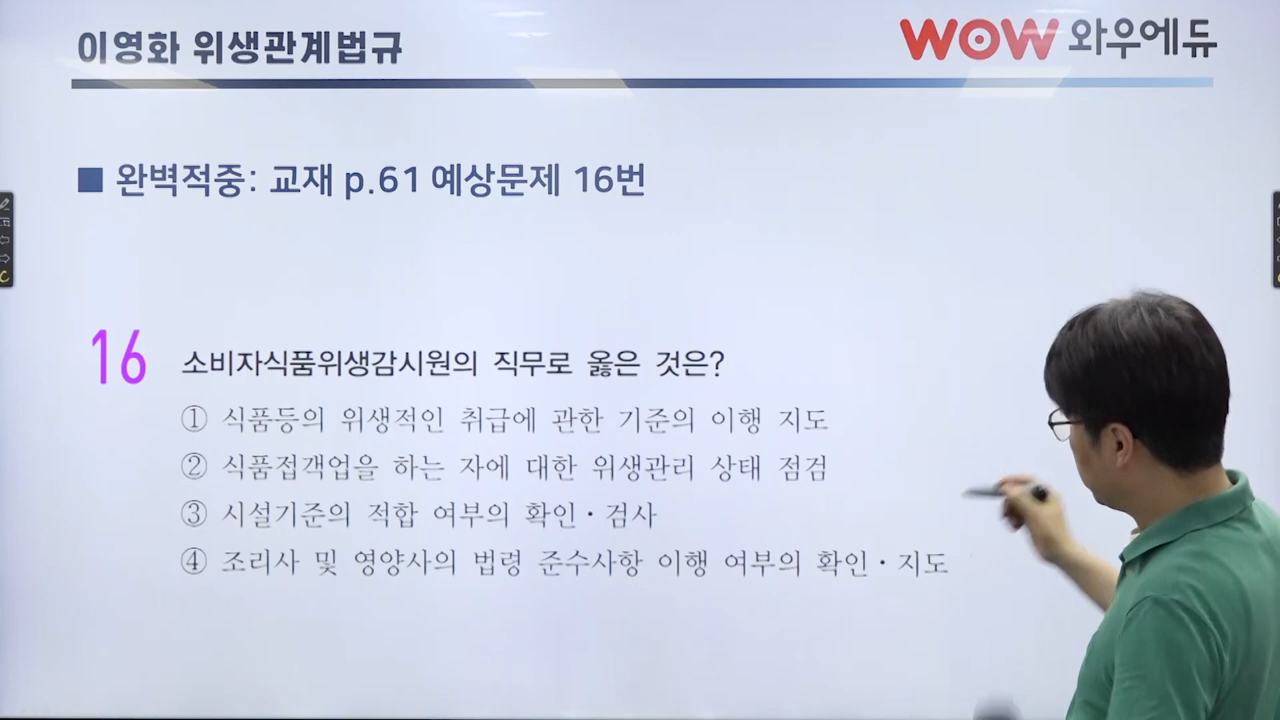 이영화 위생관계법규
WOW 와우에듀
■ 완벽적중: 교재 p.61 예상문제 16번
16 소비자식품위생감시원의 직무로 옳은 것은?
① 식품등의 위생적인 취급에 관한 기준의 이행 지도
② 식품접객업을 하는 자에 대한 위생관리 상태 점검
③ 시설기준의 적합 여부의 확인·검사
④ 조리사 및 영양사의 법령 준수사항 이행 여부의 확인·지도